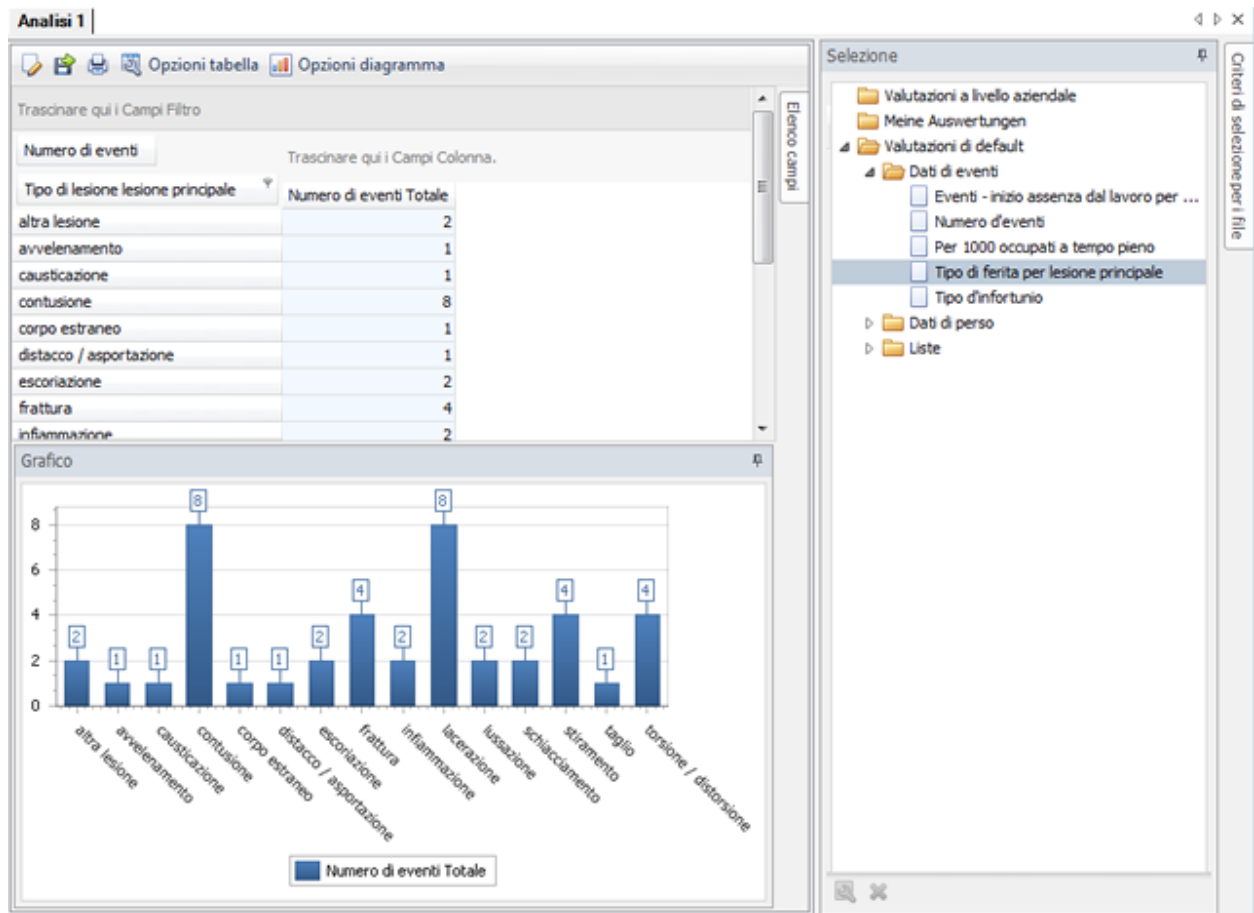 Analisi 1
Opzioni tabella Opzioni diagramma
Trascinare qui i Campi Filtro
Numero di eventi
Trascinare qui i Campi Colonna.
Tipo di lesione lesione principale
Numero di eventi Totale
altra lesione 2
avvelenamento 1
causticazione 1
contusione 8
corpo estraneo 1
distacco / asportazione 1
escoriazione 2
frattura 4
infiammazione 2
Elenco campi
Grafico
8
6
4
2
0
2 1 1 8 1 1 2 4 2 8 2 2 4 1 4
altra lesione
avvelenamento
causticazione
contusione
corpo estraneo
distacco / asportazione
escoriazione
frattura
infiammazione
lacerazione
lussazione
schiacciamento
stiramento
taglio
torsione / distorsione
Numero di eventi Totale
Selezione
Valutazioni a livello aziendale
Meine Auswertungen
Valutazioni di default
Dati di eventi
Eventi - inizio assenza dal lavoro per ...
Numero d'eventi
Per 1000 occupati a tempo pieno
Tipo di ferita per lesione principale
Tipo d'infortunio
Dati di perso
Liste
Criteri di selezione per i file